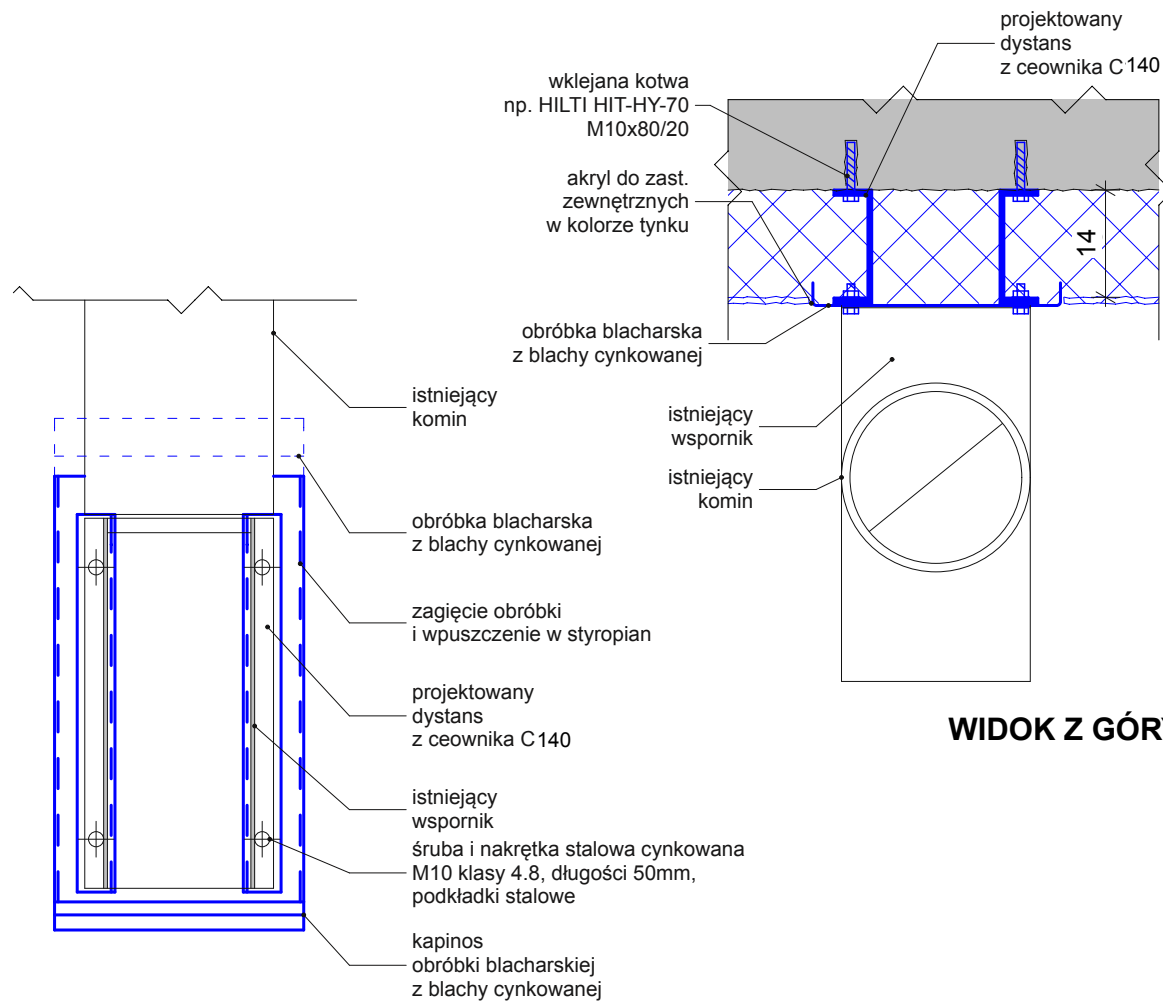 projektowany
dystans
z ceownika C140
wklejana kotwa
np. HILTI HIT-HY-70
M10x80/20
akryl do zast.
zewnętrznych
w kolorze tynku
14
obróbka blacharska
z blachy cynkowanej
istniejący
komin
istniejący
wspornik
istniejący
komin
obróbka blacharska
z blachy cynkowanej
zagięcie obróbki
i wpuszczenie w styropian
projektowany
dystans
z ceownika C140
WIDOK Z GÓRY
istniejący
wspornik
śruba i nakrętka stalowa cynkowana
M10 klasy 4.8, długości 50mm,
podkładki stalowe
kapinos
obróbki blacharskiej
z blachy cynkowanej